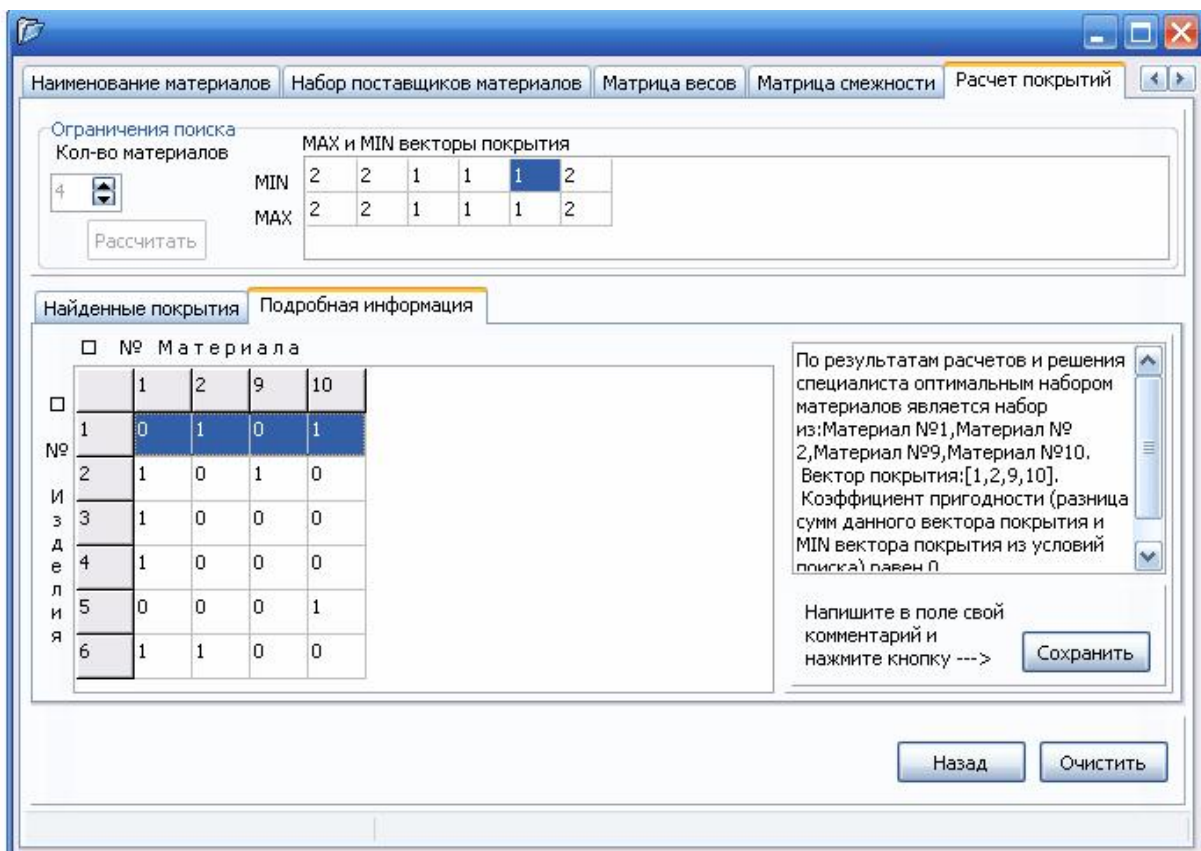 Наименование материалов Набор поставщиков материалов Матрица весов Матрица смежности Расчет покрытий
Ограничения поиска
Кол-во материалов
4
Рассчитать
MAX и MIN векторы покрытия
MIN 2 2 1 1 1 2
MAX 2 2 1 1 1 2
Найденные покрытия Подробная информация
№ Материала
№ Изделия
1 2 9 10
1 0 1 0 1
2 1 0 1 0
3 1 0 0 0
4 1 0 0 0
5 0 0 0 1
6 1 1 0 0
По результатам расчетов и решения
специалиста оптимальным набором
материалов является набор
из:Материал №1,Материал №
2,Материал №9,Материал №10.
Вектор покрытия:[1,2,9,10].
Коэффициент пригодности (разница
сумм данного вектора покрытия и
MIN вектора покрытия из условий
поиска) равен 0
Напишите в поле свой
комментарий и
нажмите кнопку --->
Сохранить
Назад Очистить